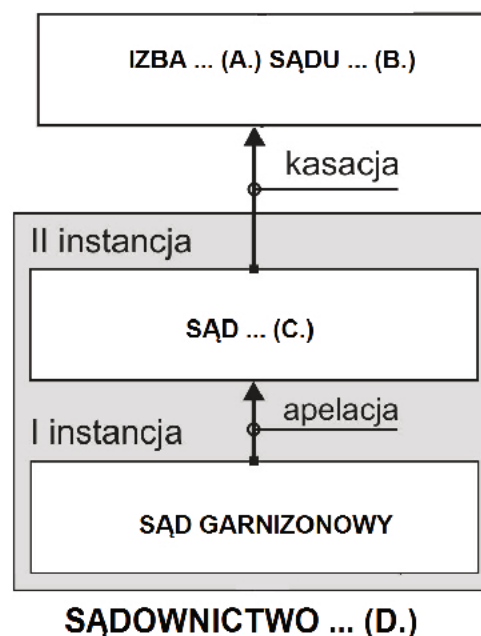 IZBA ... (A.) SĄDU ... (B.)
kasacja
II instancja
SĄD ... (C.)
apelacja
I instancja
SĄD GARNIZONOWY
SĄDOWNICTWO ... (D.)